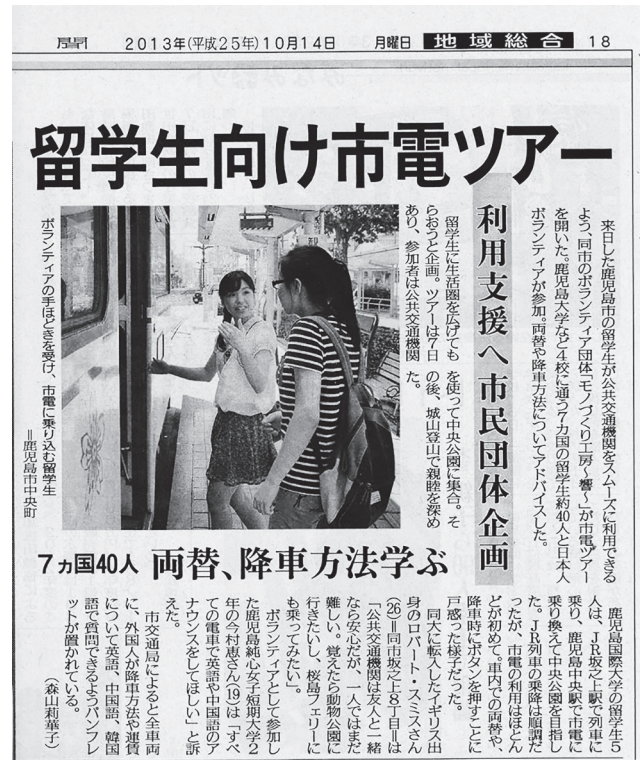 聞
2013年(平成25年)10月14日
月曜日
地域総合
18
留学生向け市電ツアー
利用支援へ市民団体企画
7ヵ国40人 両替、降車方法学ぶ
来日した鹿児島市の留学生が公共交通機関をスムーズに利用できる
よう、同市のボランティア団体「モノづくり工房〜響〜」が市電ツアー
を開いた。鹿児島大学など4校に通う7カ国の留学生約40人と日本人
ボランティアが参加。両替や降車方法についてアドバイスした。
留学生に生活圏を広げても
らおうと企画。ツアーは7日
あり、参加者は公共交通機関
を使って中央公園に集合。そ
の後、城山登山で親睦を深め
た。
ボランティアの手ほどきを受け、市電に乗り込む留学生
=鹿児島市中央町
鹿児島国際大学の留学生5
人は、JR坂之上駅で列車に
乗り、鹿児島中央駅で市電に
乗り換えて中央公園を目指し
た。JR列車の乗降は順調だ
ったが、市電の利用はほとん
どが初めて。車内での両替や、
降車時にボタンを押すことに
戸惑った様子だった。
同大に転入したイギリス出
身のロバート・スミスさん
(26)=同市坂之上8丁目=は
「公共交通機関は友人と一緒
なら安心だが、一人ではまだ
難しい。覚えたら動物公園に
行きたいし、桜島フェリーに
も乗ってみたい」。
ボランティアとして参加し
た鹿児島純心女子短期大学2
年の今村恵さん(19)は「すべ
ての電車で英語や中国語のア
ナウンスをしてほしい」と訴
えた。
市交通局によると全車両
に、外国人が降車方法や運賃
について英語、中国語、韓国
語で質問できるようパンフレ
ットが置かれている。
(森山莉華子)